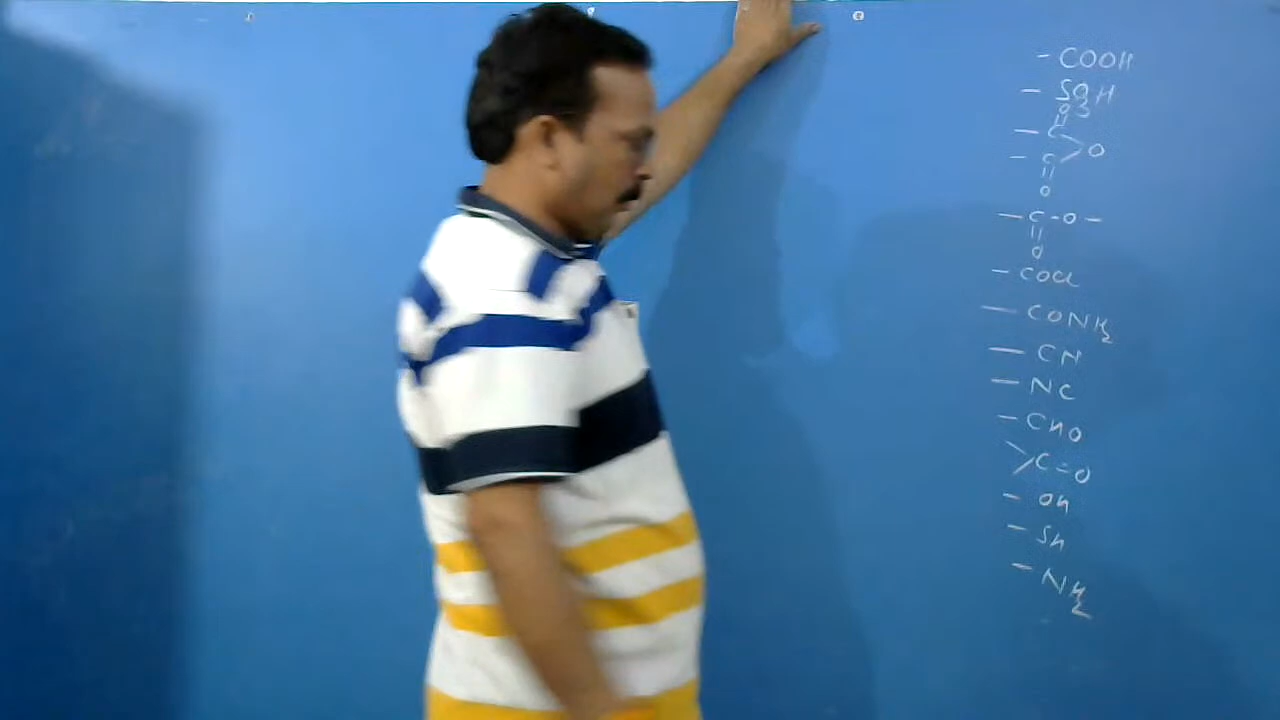 - COOH
- SO3H
O
||
- C
> O
- C
||
O
- C - O -
||
O
- COCl
- CONH2
- CN
- NC
- CHO
>C=O
- OH
- SH
- NH2